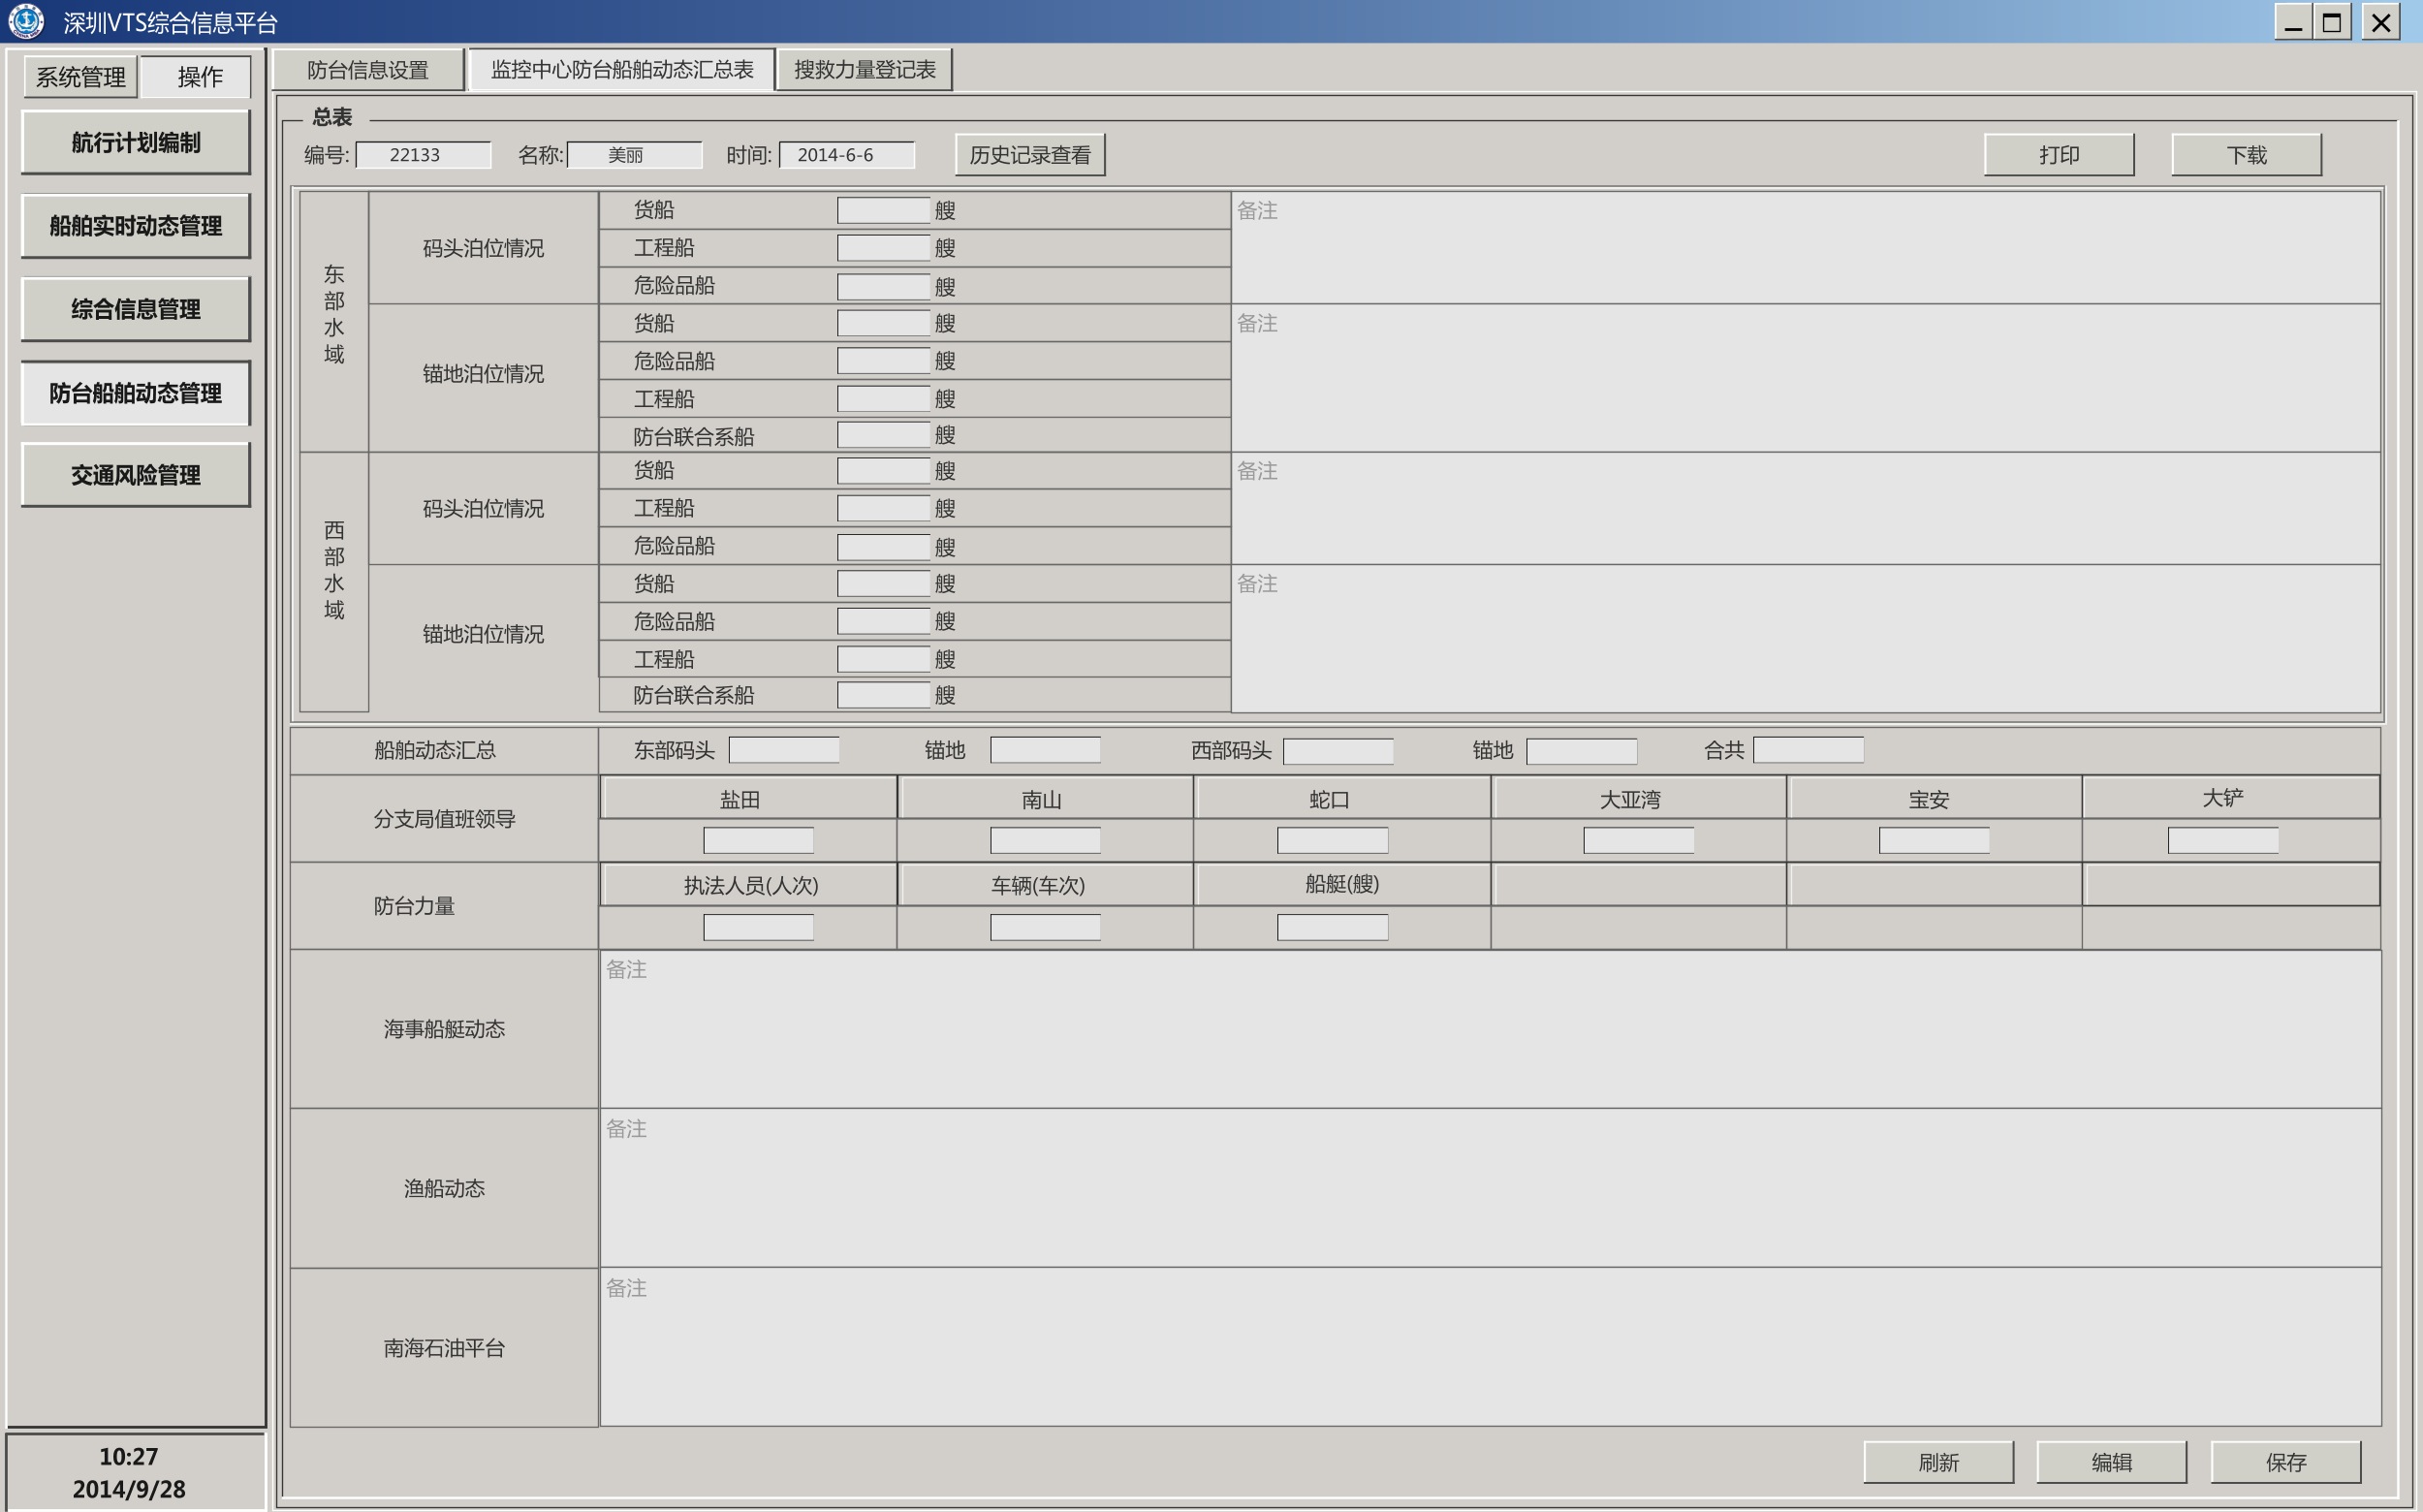 深圳VTS综合信息平台
系统管理 操作
航行计划编制
船舶实时动态管理
综合信息管理
防台船舶动态管理
交通风险管理
10:27
2014/9/28
防台信息设置 监控中心防台船舶动态汇总表 搜救力量登记表
总表
编号: 22133 名称: 美丽 时间: 2014-6-6 历史记录查看 打印 下载
东部水域
码头泊位情况
货船 艘 备注
工程船 艘
危险品船 艘
锚地泊位情况
货船 艘 备注
危险品船 艘
工程船 艘
防台联合系船 艘
西部水域
码头泊位情况
货船 艘 备注
工程船 艘
危险品船 艘
锚地泊位情况
货船 艘 备注
危险品船 艘
工程船 艘
防台联合系船 艘
船舶动态汇总 东部码头 锚地 西部码头 锚地 合共
分支局值班领导 盐田 南山 蛇口 大亚湾 宝安 大铲
防台力量 执法人员(人次) 车辆(车次) 船艇(艘)
海事船艇动态 备注
渔船动态 备注
南海石油平台 备注
刷新 编辑 保存